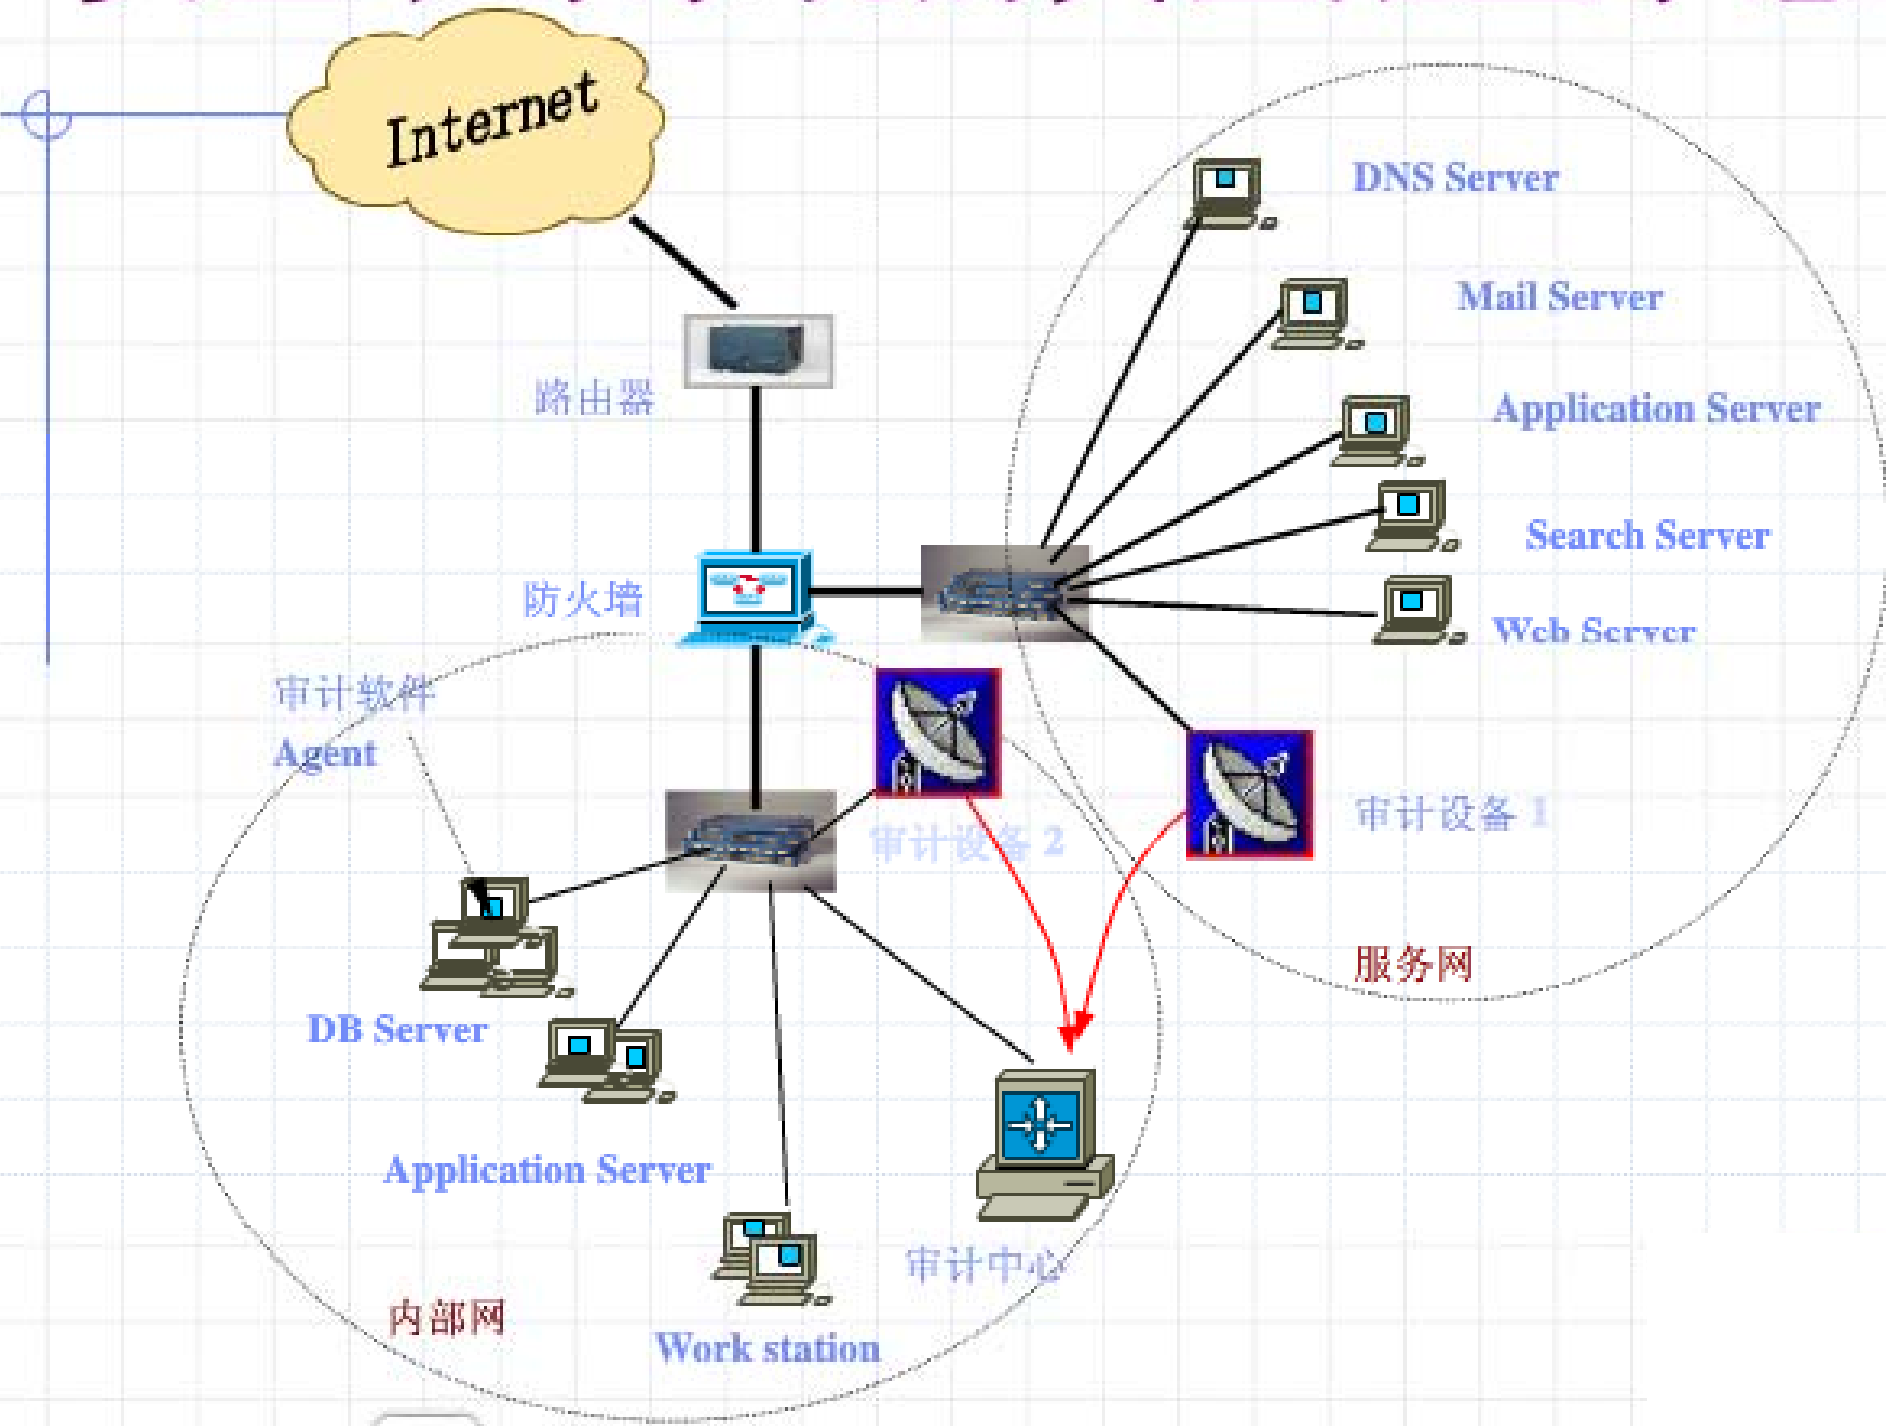 Internet
DNS Server
Mail Server
路由器
Application Server
Search Server
防火墙
Web Server
审计软件
Agent
审计设备 1
审计设备 2
服务网
DB Server
Application Server
审计中心
内部网
Work station